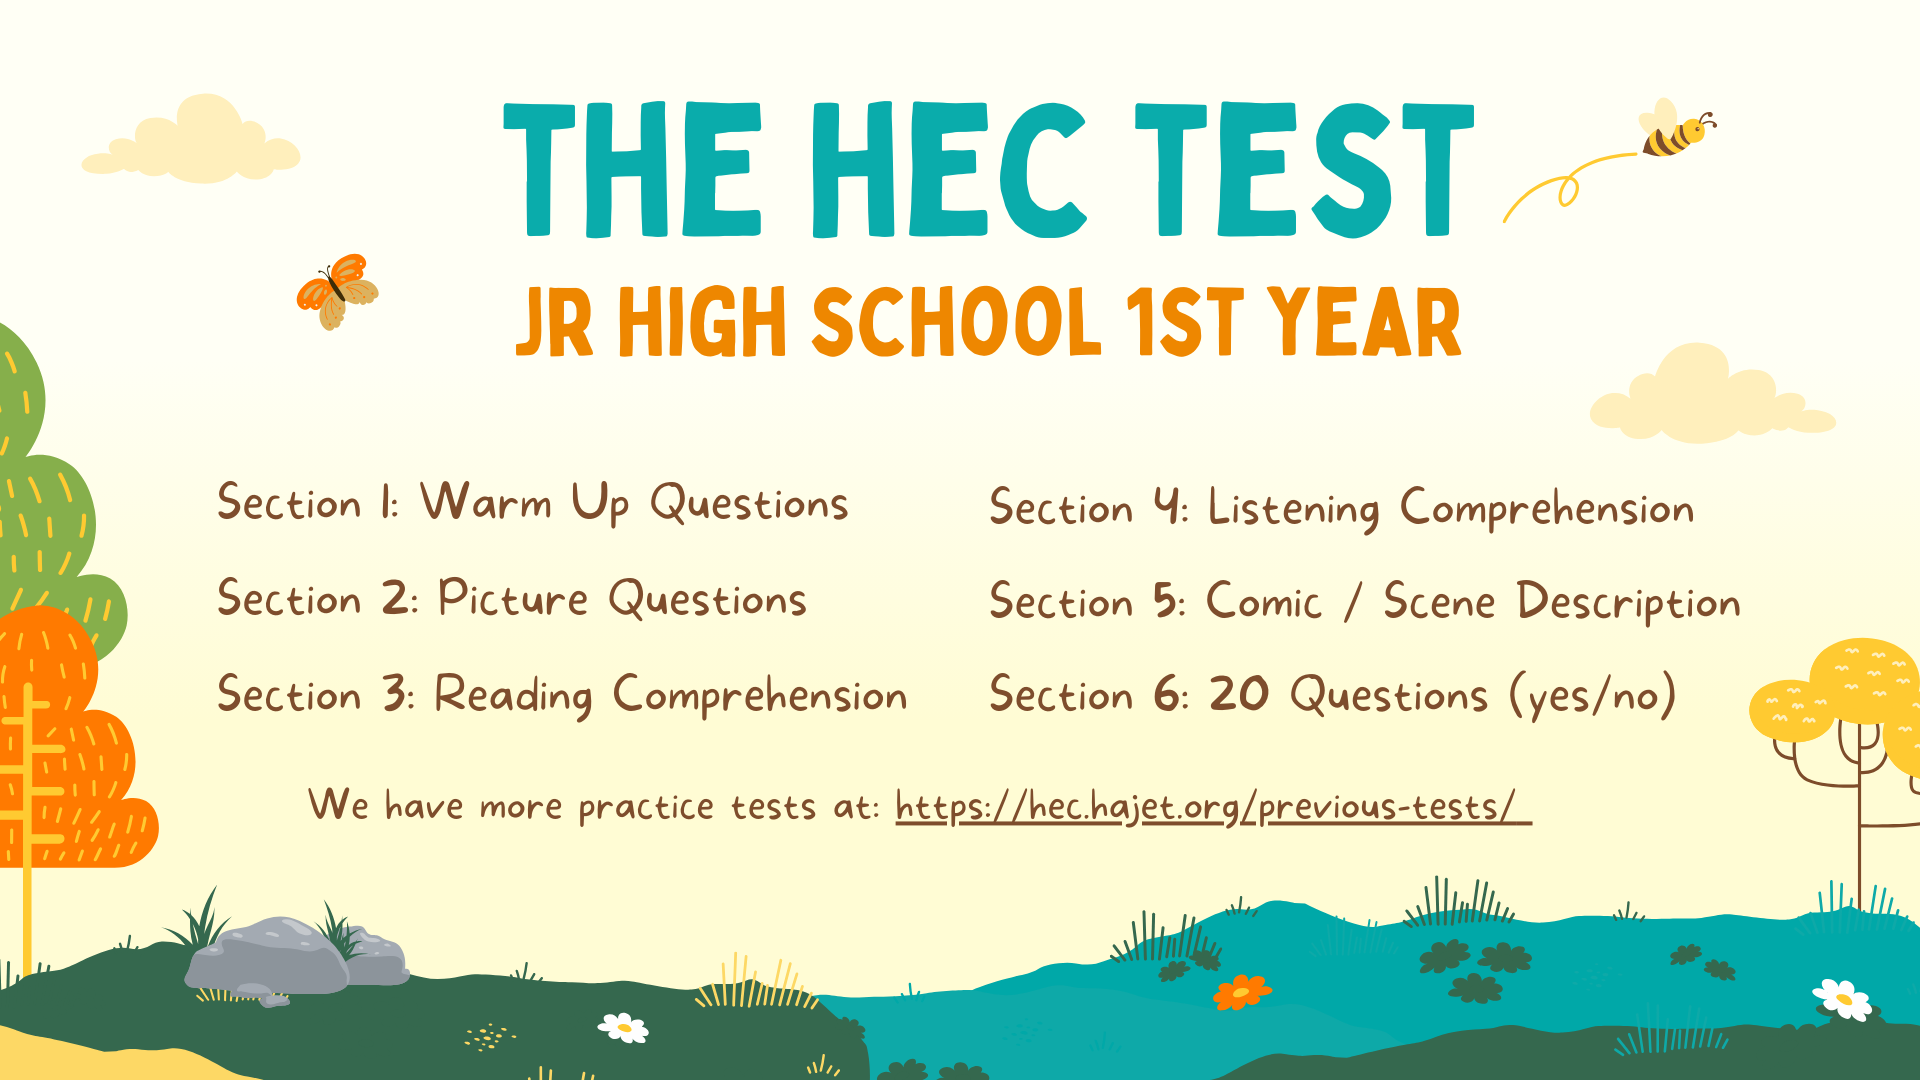 THE HEC TEST
JR HIGH SCHOOL 1ST YEAR
Section 1: Warm Up Questions
Section 2: Picture Questions
Section 3: Reading Comprehension
Section 4: Listening Comprehension
Section 5: Comic / Scene Description
Section 6: 20 Questions (yes/no)
We have more practice tests at: https://hec.hajet.org/previous-tests/